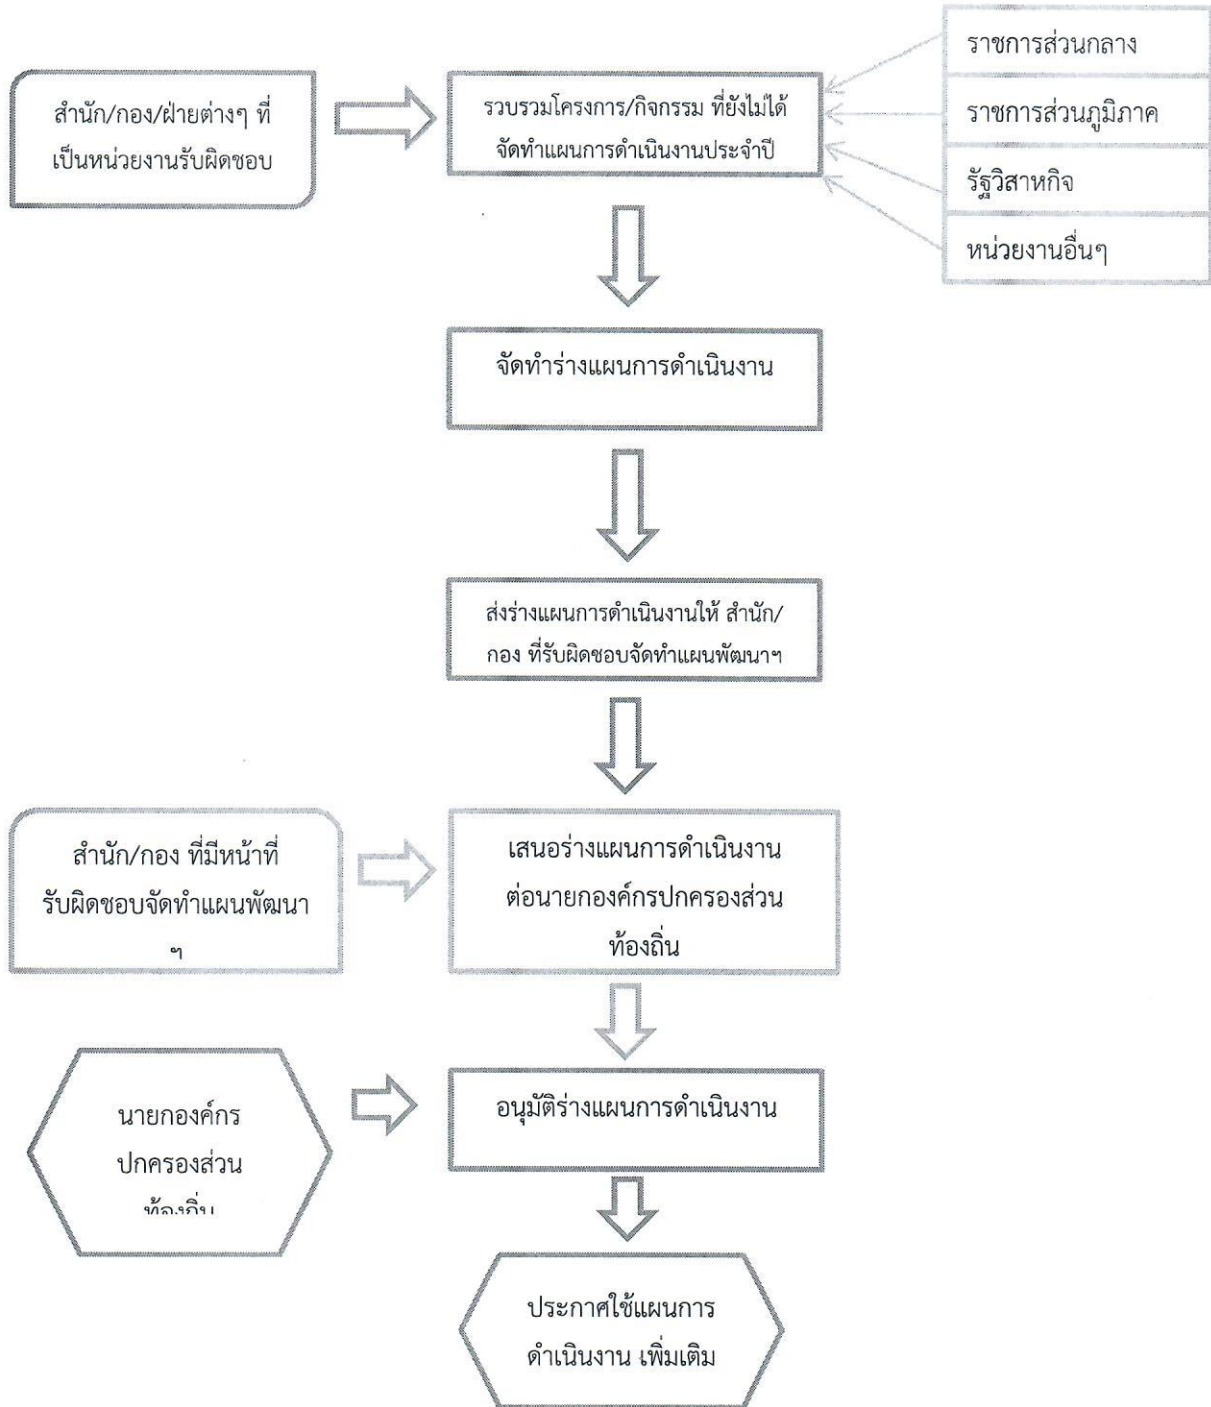 ราชการส่วนกลาง
ราชการส่วนภูมิภาค
รัฐวิสาหกิจ
หน่วยงานอื่นๆ
สำนัก/กอง/ฝ่ายต่างๆ ที่
เป็นหน่วยงานรับผิดชอบ
รวบรวมโครงการ/กิจกรรม ที่ยังไม่ได้
จัดทำแผนการดำเนินงานประจำปี
จัดทำร่างแผนการดำเนินงาน
ส่งร่างแผนการดำเนินงานให้ สำนัก/
กอง ที่รับผิดชอบจัดทำแผนพัฒนาฯ
สำนัก/กอง ที่มีหน้าที่
รับผิดชอบจัดทำแผนพัฒนา
ฯ
เสนอร่างแผนการดำเนินงาน
ต่อนายกองค์กรปกครองส่วน
ท้องถิ่น
นายกองค์กร
ปกครองส่วน
ท้องถิ่น
อนุมัติร่างแผนการดำเนินงาน
ประกาศใช้แผนการ
ดำเนินงาน เพิ่มเติม